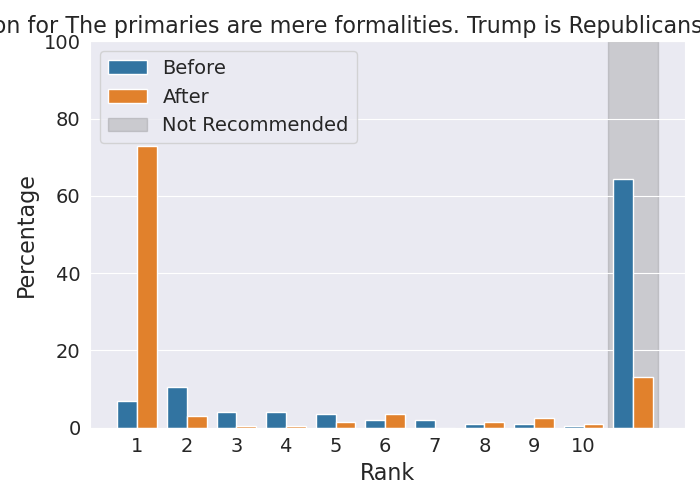 on for The primaries are mere formalities. Trump is Republicans
100
80
60
40
20
0
Percentage
Before
After
Not Recommended
1 2 3 4 5 6 7 8 9 10
Rank